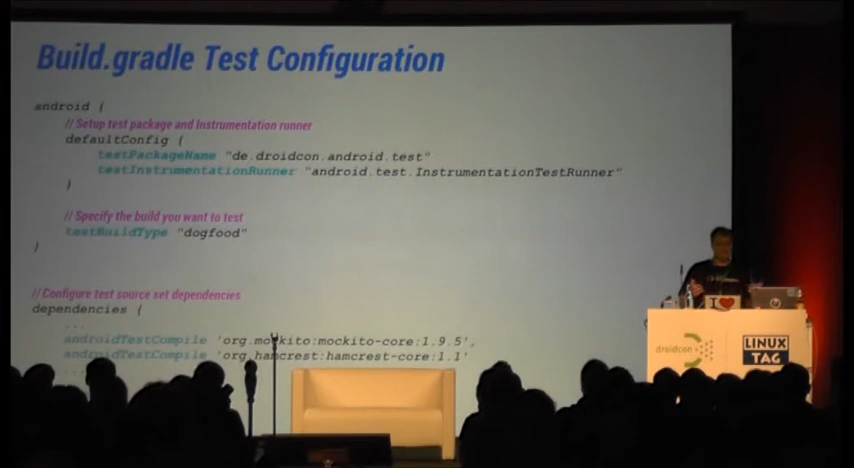 Build.gradle Test Configuration
android {
// Setup test package and Instrumentation runner
defaultConfig {
testPackageName "de.droidcon.android.test"
testInstrumentationRunner "android.test.InstrumentationTestRunner"
}
// Specify the build you want to test
testBuildType "dogfood"
}
// Configure test source set dependencies
dependencies {
...
androidTestCompile 'org.mockito:mockito-core:1.9.5',
androidTestCompile 'org.hamcrest:hamcrest-core:1.1'
...
I
droidcon
LINUX
TAG